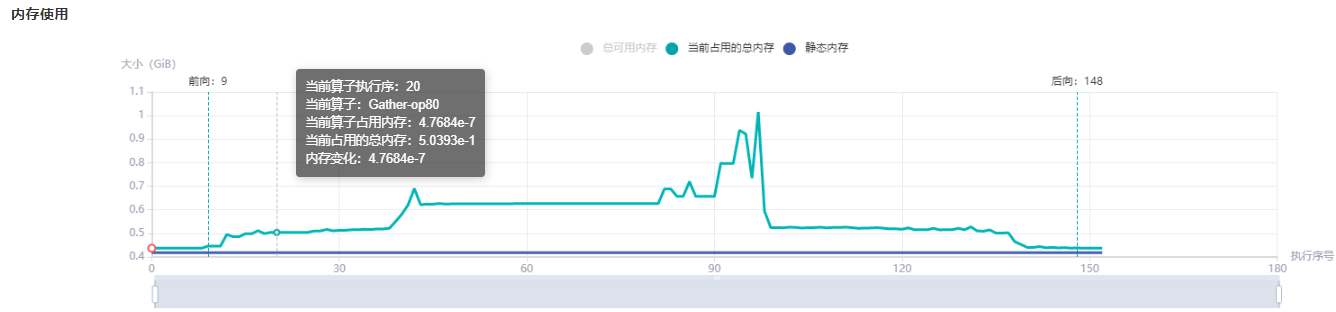 内存使用
总可用内存 当前占用的总内存 静态内存
大小（GiB）
前向：9
后向：148
当前算子执行序：20
当前算子：Gather-op80
当前算子占用内存：4.7684e-7
当前占用的总内存：5.0393e-1
内存变化：4.7684e-7
1.1
1
0.9
0.8
0.7
0.6
0.5
0.4
0 30 60 90 120 150 180
执行序号